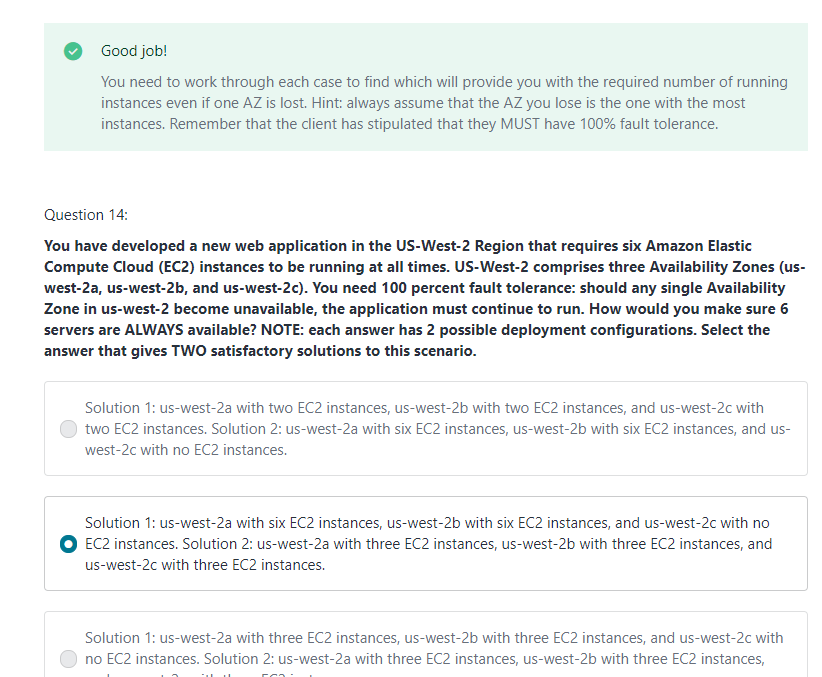 Good job!
You need to work through each case to find which will provide you with the required number of running
instances even if one AZ is lost. Hint: always assume that the AZ you lose is the one with the most
instances. Remember that the client has stipulated that they MUST have 100% fault tolerance.
Question 14:
You have developed a new web application in the US-West-2 Region that requires six Amazon Elastic
Compute Cloud (EC2) instances to be running at all times. US-West-2 comprises three Availability Zones (us-
west-2a, us-west-2b, and us-west-2c). You need 100 percent fault tolerance: should any single Availability
Zone in us-west-2 become unavailable, the application must continue to run. How would you make sure 6
servers are ALWAYS available? NOTE: each answer has 2 possible deployment configurations. Select the
answer that gives TWO satisfactory solutions to this scenario.
Solution 1: us-west-2a with two EC2 instances, us-west-2b with two EC2 instances, and us-west-2c with
two EC2 instances. Solution 2: us-west-2a with six EC2 instances, us-west-2b with six EC2 instances, and us-
west-2c with no EC2 instances.
Solution 1: us-west-2a with six EC2 instances, us-west-2b with six EC2 instances, and us-west-2c with no
EC2 instances. Solution 2: us-west-2a with three EC2 instances, us-west-2b with three EC2 instances, and
us-west-2c with three EC2 instances.
Solution 1: us-west-2a with three EC2 instances, us-west-2b with three EC2 instances, and us-west-2c with
no EC2 instances. Solution 2: us-west-2a with three EC2 instances, us-west-2b with three EC2 instances,